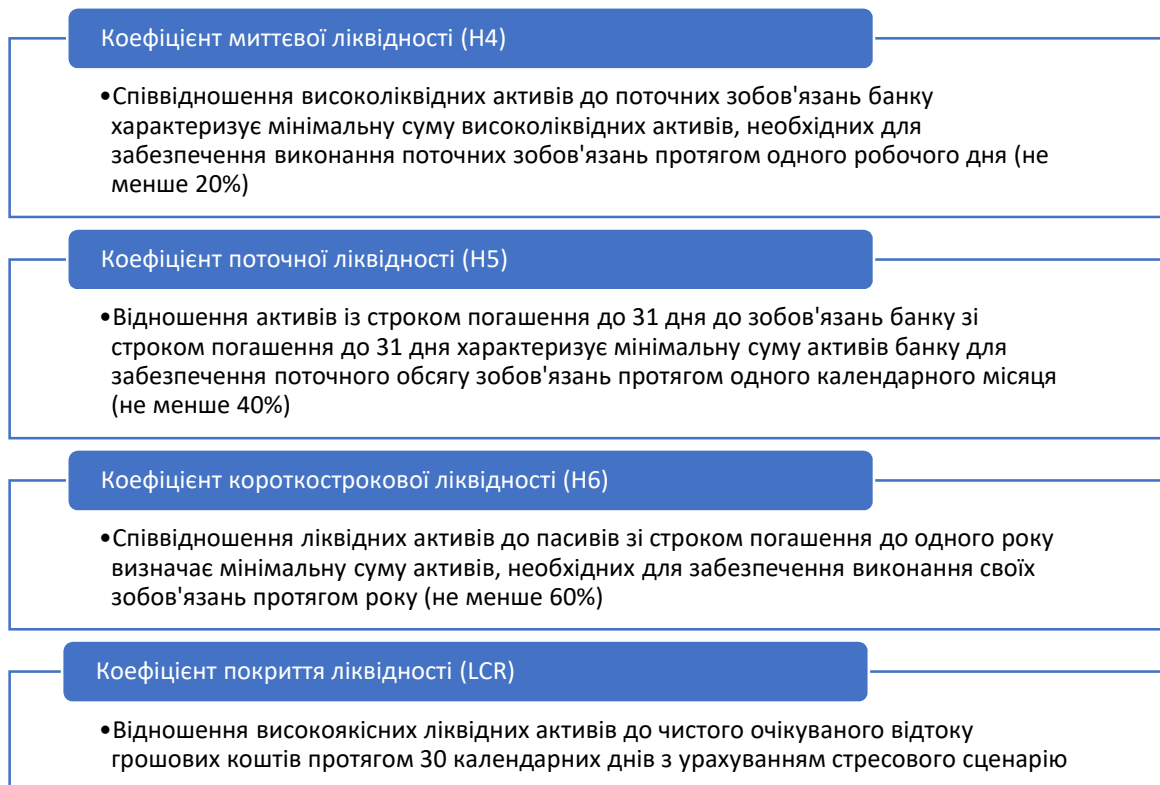 Коефіцієнт миттєвої ліквідності (Н4)
•Співвідношення високоліквідних активів до поточних зобов'язань банку
характеризує мінімальну суму високоліквідних активів, необхідних для
забезпечення виконання поточних зобов'язань протягом одного робочого дня (не
менше 20%)
Коефіцієнт поточної ліквідності (Н5)
•Відношення активів із строком погашення до 31 дня до зобов'язань банку зі
строком погашення до 31 дня характеризує мінімальну суму активів банку для
забезпечення поточного обсягу зобов'язань протягом одного календарного місяця
(не менше 40%)
Коефіцієнт короткострокової ліквідності (Н6)
•Співвідношення ліквідних активів до пасивів зі строком погашення до одного року
визначає мінімальну суму активів, необхідних для забезпечення виконання своїх
зобов'язань протягом року (не менше 60%)
Коефіцієнт покриття ліквідності (LCR)
•Відношення високоякісних ліквідних активів до чистого очікуваного відтоку
грошових коштів протягом 30 календарних днів з урахуванням стресового сценарію